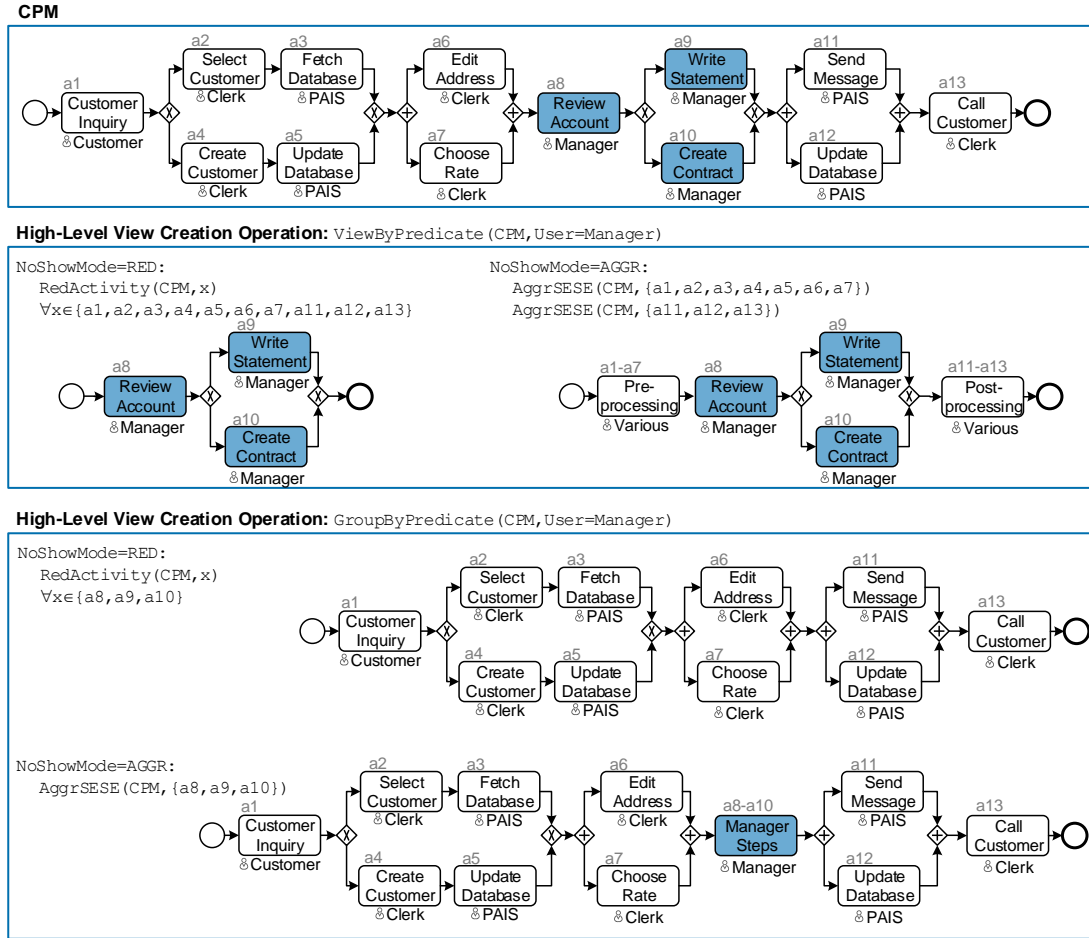 CPM
a1
Customer
Inquiry
Customer
a2
Select
Customer
Clerk
a3
Fetch
Database
PAIS
a4
Create
Customer
Clerk
a5
Update
Database
PAIS
a6
Edit
Address
Clerk
a7
Choose
Rate
Clerk
a8
Review
Account
Manager
a9
Write
Statement
Manager
a10
Create
Contract
Manager
a11
Send
Message
PAIS
a12
Update
Database
PAIS
a13
Call
Customer
Clerk
High-Level View Creation Operation: ViewByPredicate(CPM,User=Manager)
NoShowMode=RED:
RedActivity(CPM,x)
∀x∈{a1,a2,a3,a4,a5,a6,a7,a11,a12,a13}
a8
Review
Account
Manager
a9
Write
Statement
Manager
a10
Create
Contract
Manager
NoShowMode=AGGR:
AggrSESE(CPM,{a1,a2,a3,a4,a5,a6,a7})
AggrSESE(CPM,{a11,a12,a13})
a1-a7
Pre-
processing
Various
a8
Review
Account
Manager
a9
Write
Statement
Manager
a10
Create
Contract
Manager
a11-a13
Post-
processing
Various
High-Level View Creation Operation: GroupByPredicate(CPM,User=Manager)
NoShowMode=RED:
RedActivity(CPM,x)
∀x∈{a8,a9,a10}
a1
Customer
Inquiry
Customer
a2
Select
Customer
Clerk
a3
Fetch
Database
PAIS
a4
Create
Customer
Clerk
a5
Update
Database
PAIS
a6
Edit
Address
Clerk
a7
Choose
Rate
Clerk
a11
Send
Message
PAIS
a12
Update
Database
PAIS
a13
Call
Customer
Clerk
NoShowMode=AGGR:
AggrSESE(CPM,{a8,a9,a10})
a1
Customer
Inquiry
Customer
a2
Select
Customer
Clerk
a3
Fetch
Database
PAIS
a4
Create
Customer
Clerk
a5
Update
Database
PAIS
a6
Edit
Address
Clerk
a7
Choose
Rate
Clerk
a8-a10
Manager
Steps
Manager
a11
Send
Message
PAIS
a12
Update
Database
PAIS
a13
Call
Customer
Clerk